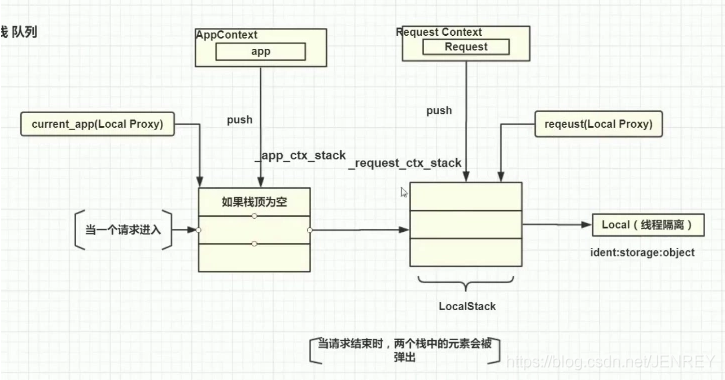 栈 队列
AppContext
app
Request Context
Request
push
push
current_app(Local Proxy)
reqeust(Local Proxy)
_app_ctx_stack
_request_ctx_stack
如果栈顶为空
当一个请求进入
Local（线程隔离）
ident:storage:object
LocalStack
当请求结束时，两个栈中的元素会被
弹出
https://blog.csdn.net/JENREY